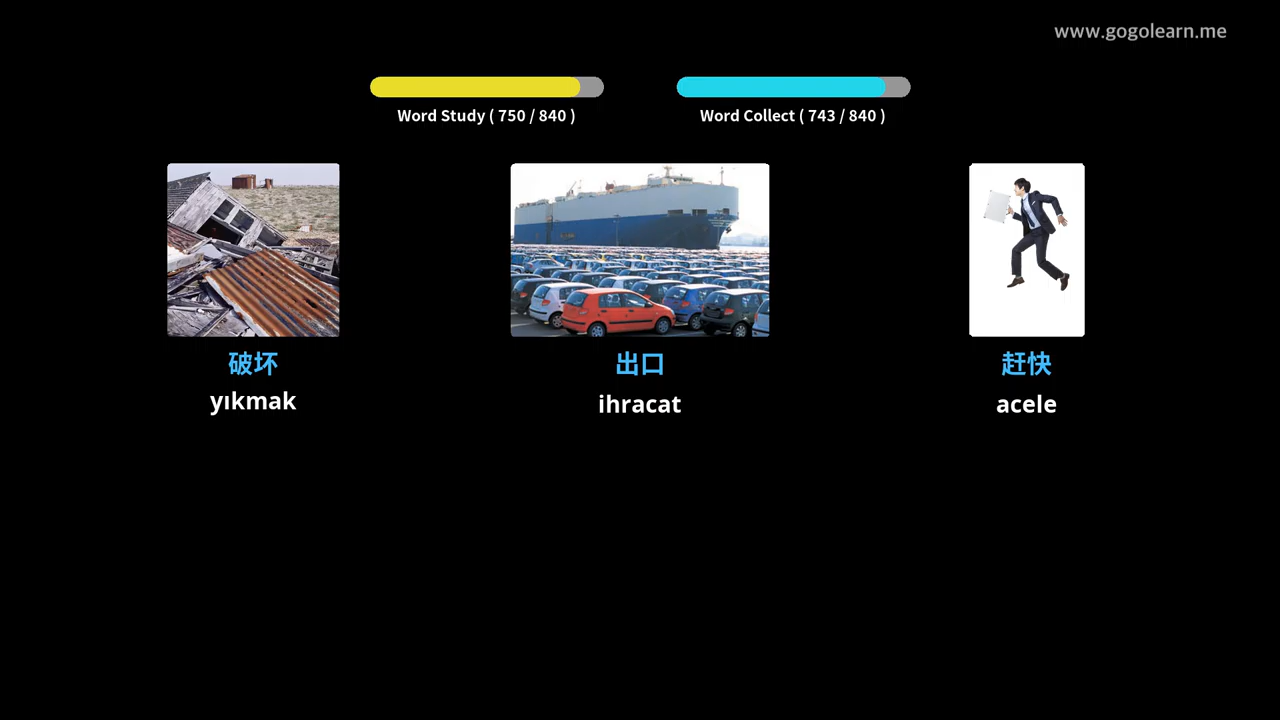 www.gogolearn.me
Word Study ( 750 / 840 )
Word Collect ( 743 / 840 )
破坏
出口
赶快
yıkmak
ihracat
acele